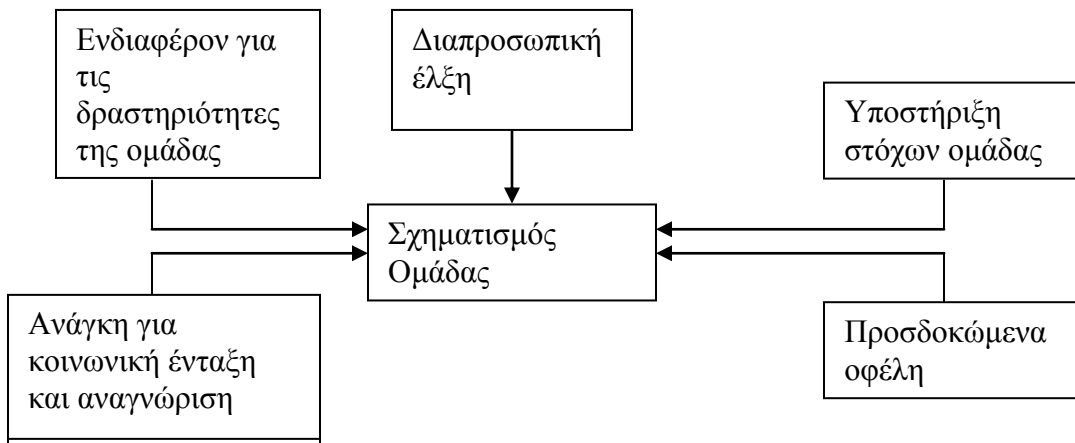 Ενδιαφέρον για
τις
δραστηριότητες
της ομάδας
Διαπροσωπική
έλξη
Υποστήριξη
στόχων ομάδας
Σχηματισμός
Ομάδας
Ανάγκη για
κοινωνική ένταξη
και αναγνώριση
Προσδοκώμενα
οφέλη